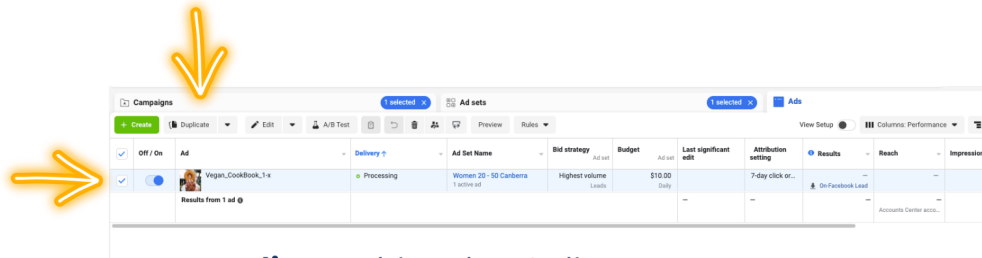 Campaigns
1 selected ×
Ad sets
1 selected ×
Ads
+ Create
Duplicate
Edit
A/B Test
Preview
Rules
View Setup
Columns: Performance
Off / On
Ad
Delivery ↑
Ad Set Name
Bid strategy
Ad set
Budget
Ad set
Last significant
edit
Attribution
setting
Results
Reach
Impression
Vegan_CookBook_1-x
Processing
Women 20 - 50 Canberra
1 active ad
Highest volume
Leads
$10.00
Daily
7-day click or...
—
On-Facebook Lead
—
Results from 1 ad
—
—
—
—
Accounts Center acco...